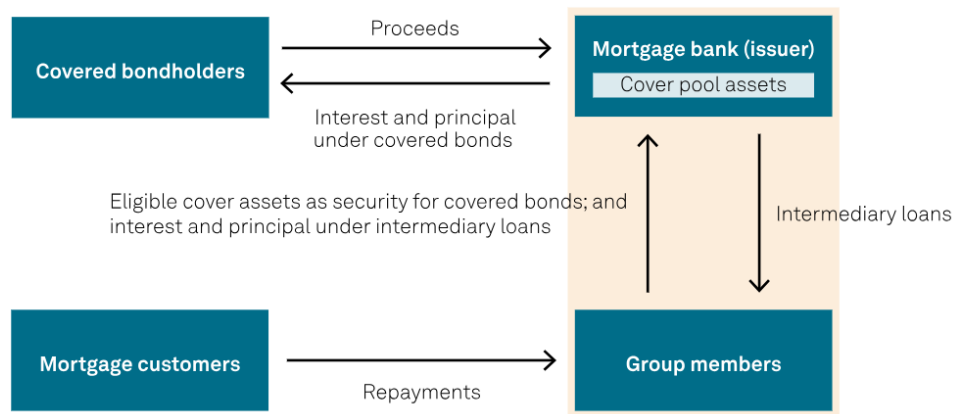 Proceeds
Covered bondholders
Mortgage bank (issuer)
Cover pool assets
Interest and principal
under covered bonds
Eligible cover assets as security for covered bonds; and
interest and principal under intermediary loans
Intermediary loans
Mortgage customers
Repayments
Group members